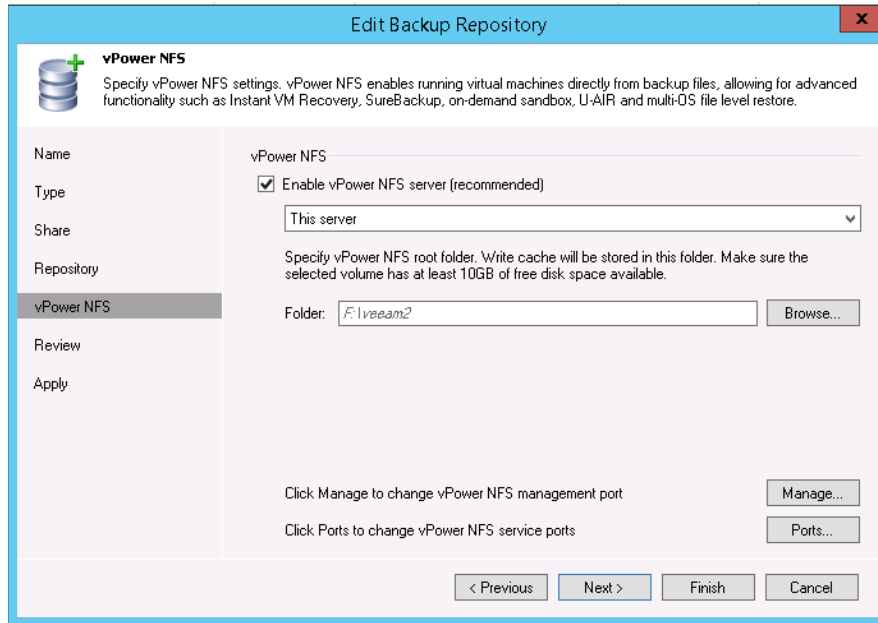 Edit Backup Repository
x
vPower NFS
Specify vPower NFS settings. vPower NFS enables running virtual machines directly from backup files, allowing for advanced
functionality such as Instant VM Recovery, SureBackup, on-demand sandbox, U-AIR and multi-OS file level restore.
Name
Type
Share
Repository
vPower NFS
Review
Apply
vPower NFS
Enable vPower NFS server (recommended)
This server
Specify vPower NFS root folder. Write cache will be stored in this folder. Make sure the
selected volume has at least 10GB of free disk space available.
Folder: F:\veeam2 Browse...
Click Manage to change vPower NFS management port Manage...
Click Ports to change vPower NFS service ports Ports...
< Previous Next > Finish Cancel